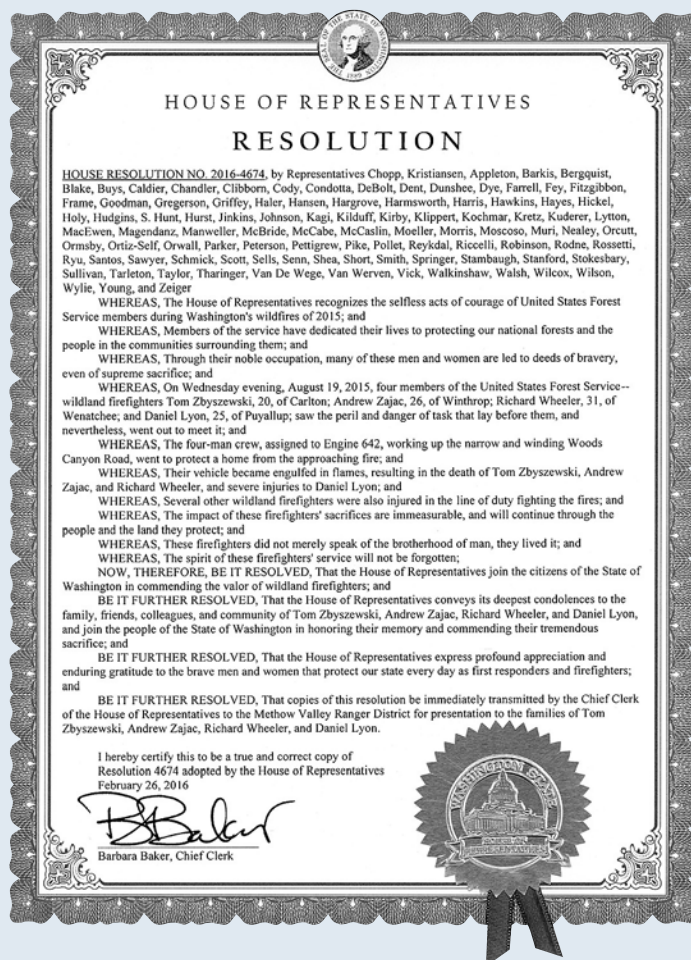 THE SEAL OF THE STATE OF WASHINGTON
1889
HOUSE OF REPRESENTATIVES
RESOLUTION
HOUSE RESOLUTION NO. 2016-4674, by Representatives Chopp, Kristiansen, Appleton, Barkis, Bergquist,
Blake, Buys, Caldier, Chandler, Clibborn, Cody, Condotta, DeBolt, Dent, Dunshee, Dye, Farrell, Fey, Fitzgibbon,
Frame, Goodman, Gregerson, Griffey, Haler, Hansen, Hargrove, Harmsworth, Harris, Hawkins, Hayes, Hickel,
Holy, Hudgins, S. Hunt, Hurst, Jinkins, Johnson, Kagi, Kilduff, Kirby, Klippert, Kochmar, Kretz, Kuderer, Lytton,
MacEwen, Magendanz, Manweller, McBride, McCabe, McCaslin, Moeller, Morris, Moscoso, Muri, Nealey, Orcutt,
Ormsby, Ortiz-Self, Orwall, Parker, Peterson, Pettigrew, Pike, Pollet, Reykdal, Riccelli, Robinson, Rodne, Rossetti,
Ryu, Santos, Sawyer, Schmick, Scott, Sells, Senn, Shea, Short, Smith, Springer, Stambaugh, Stanford, Stokesbary,
Sullivan, Tarleton, Taylor, Tharinger, Van De Wege, Van Werven, Vick, Walkinshaw, Walsh, Wilcox, Wilson,
Wylie, Young, and Zeiger
WHEREAS, The House of Representatives recognizes the selfless acts of courage of United States Forest
Service members during Washington's wildfires of 2015; and
WHEREAS, Members of the service have dedicated their lives to protecting our national forests and the
people in the communities surrounding them; and
WHEREAS, Through their noble occupation, many of these men and women are led to deeds of bravery,
even of supreme sacrifice; and
WHEREAS, On Wednesday evening, August 19, 2015, four members of the United States Forest Service--
wildland firefighters Tom Zbyszewski, 20, of Carlton; Andrew Zajac, 26, of Winthrop; Richard Wheeler, 31, of
Wenatchee; and Daniel Lyon, 25, of Puyallup; saw the peril and danger of task that lay before them, and
nevertheless, went out to meet it; and
WHEREAS, The four-man crew, assigned to Engine 642, working up the narrow and winding Woods
Canyon Road, went to protect a home from the approaching fire; and
WHEREAS, Their vehicle became engulfed in flames, resulting in the death of Tom Zbyszewski, Andrew
Zajac, and Richard Wheeler, and severe injuries to Daniel Lyon; and
WHEREAS, Several other wildland firefighters were also injured in the line of duty fighting the fires; and
WHEREAS, The impact of these firefighters' sacrifices are immeasurable, and will continue through the
people and the land they protect; and
WHEREAS, These firefighters did not merely speak of the brotherhood of man, they lived it; and
WHEREAS, The spirit of these firefighters' service will not be forgotten;
NOW, THEREFORE, BE IT RESOLVED, That the House of Representatives join the citizens of the State of
Washington in commending the valor of wildland firefighters; and
BE IT FURTHER RESOLVED, That the House of Representatives conveys its deepest condolences to the
family, friends, colleagues, and community of Tom Zbyszewski, Andrew Zajac, Richard Wheeler, and Daniel Lyon,
and join the people of the State of Washington in honoring their memory and commending their tremendous
sacrifice; and
BE IT FURTHER RESOLVED, That the House of Representatives express profound appreciation and
enduring gratitude to the brave men and women that protect our state every day as first responders and firefighters;
and
BE IT FURTHER RESOLVED, That copies of this resolution be immediately transmitted by the Chief Clerk
of the House of Representatives to the Methow Valley Ranger District for presentation to the families of Tom
Zbyszewski, Andrew Zajac, Richard Wheeler, and Daniel Lyon.
I hereby certify this to be a true and correct copy of
Resolution 4674 adopted by the House of Representatives
February 26, 2016
B Baker
Barbara Baker, Chief Clerk
WASHINGTON STATE
HOUSE OF
REPRESENTATIVES